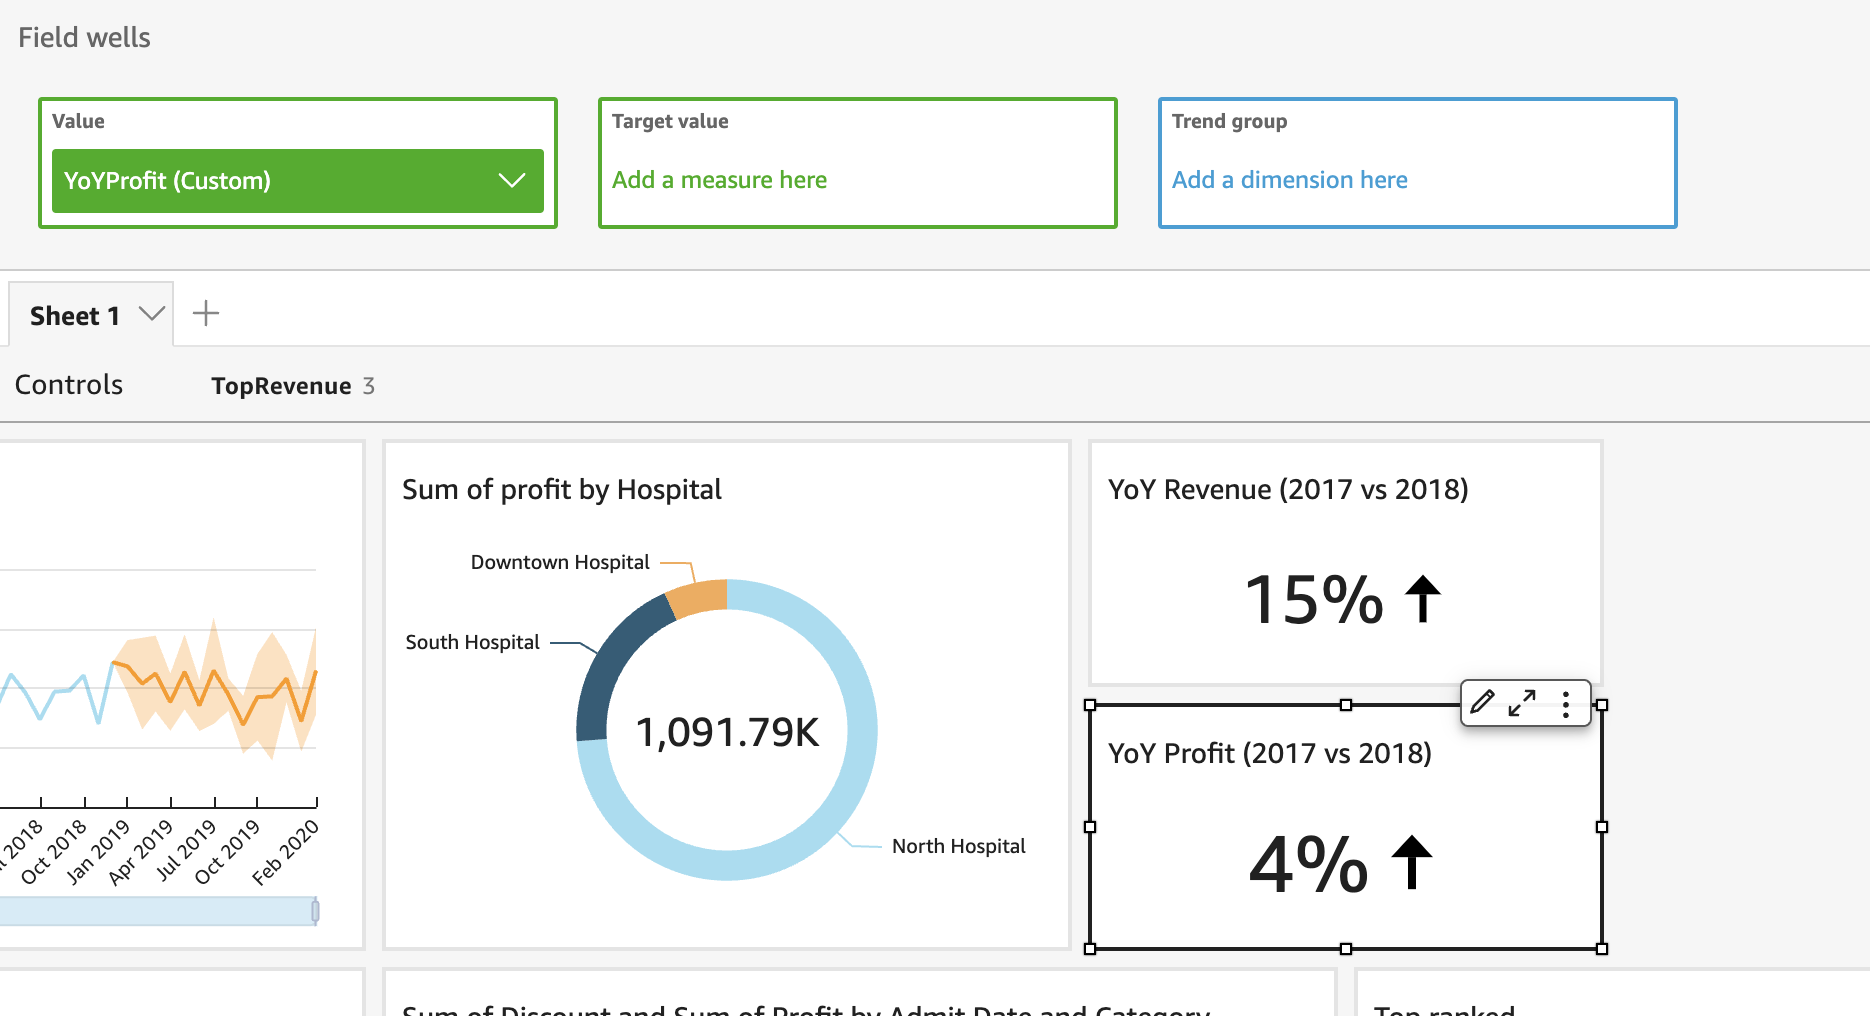 Field wells
Value
YoYProfit (Custom)
Target value
Add a measure here
Trend group
Add a dimension here
Sheet 1
Controls
TopRevenue 3
2018
Oct 2018
Jan 2019
Apr 2019
Jul 2019
Oct 2019
Feb 2020
Sum of profit by Hospital
Downtown Hospital
South Hospital
1,091.79K
North Hospital
YoY Revenue (2017 vs 2018)
15%
YoY Profit (2017 vs 2018)
4%
Sum of Discount and Sum of Profit by Admit Date and Category
Top ranked